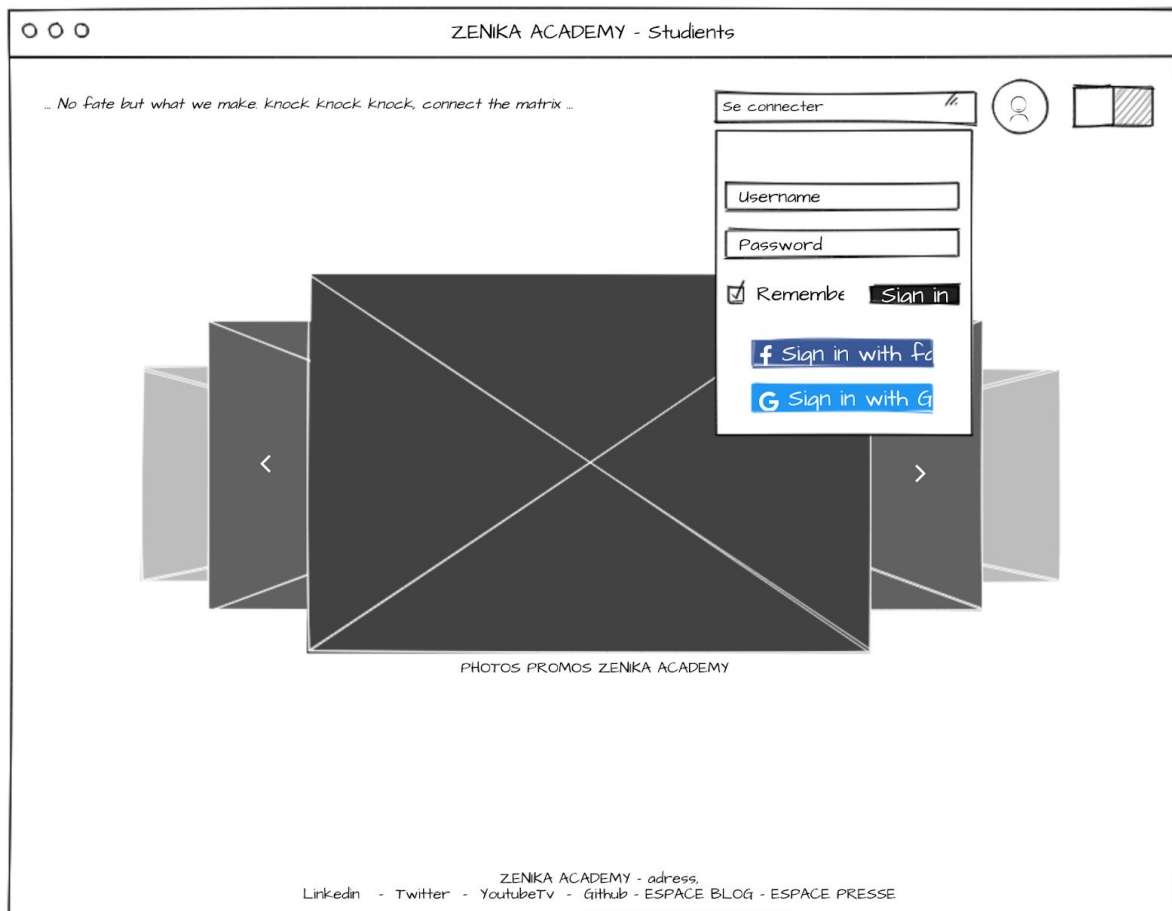 ZENIKA ACADEMY - Studients
... No fate but what we make. knock knock knock, connect the matrix ...
Se connecter
Username
Password
Remembe
Sign in
f Sign in with fa
G Sign in with G
PHOTOS PROMOS ZENIKA ACADEMY
ZENIKA ACADEMY - adress,
Linkedin - Twitter - YoutubeTv - Github - ESPACE BLOG - ESPACE PRESSE